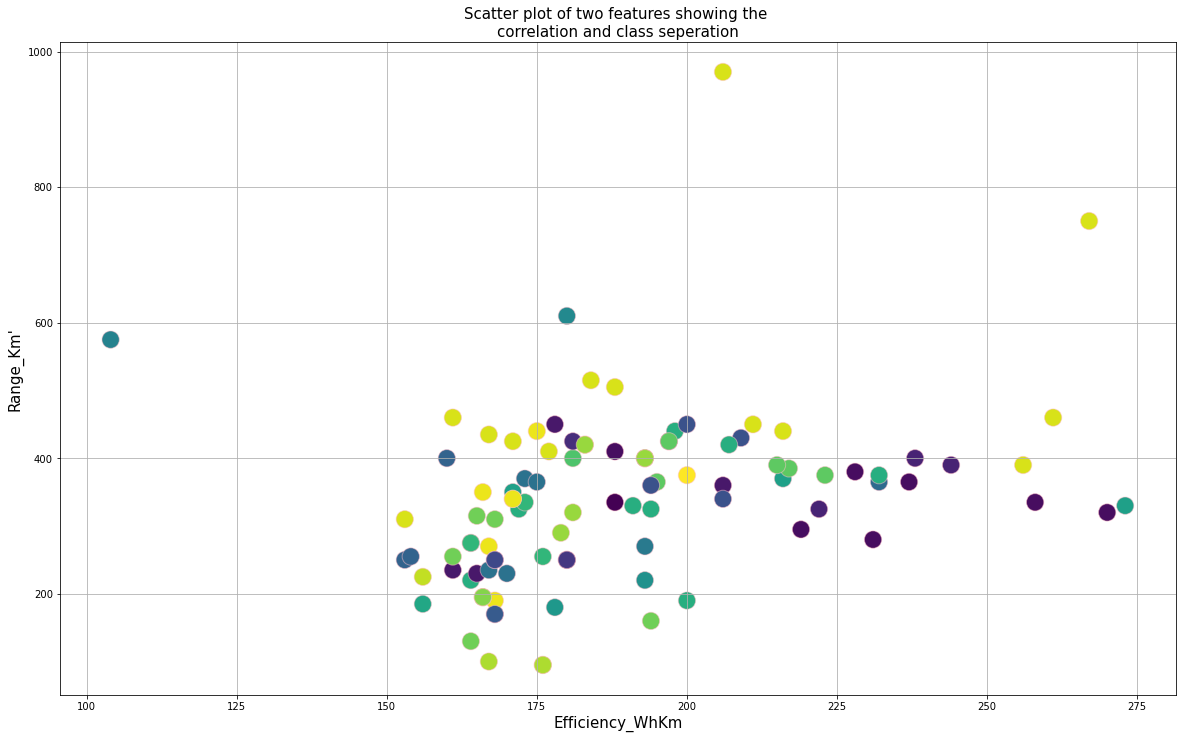 Scatter plot of two features showing the
correlation and class seperation
1000
800
600
400
200
Range_Km'
100 125 150 175 200 225 250 275
Efficiency_WhKm